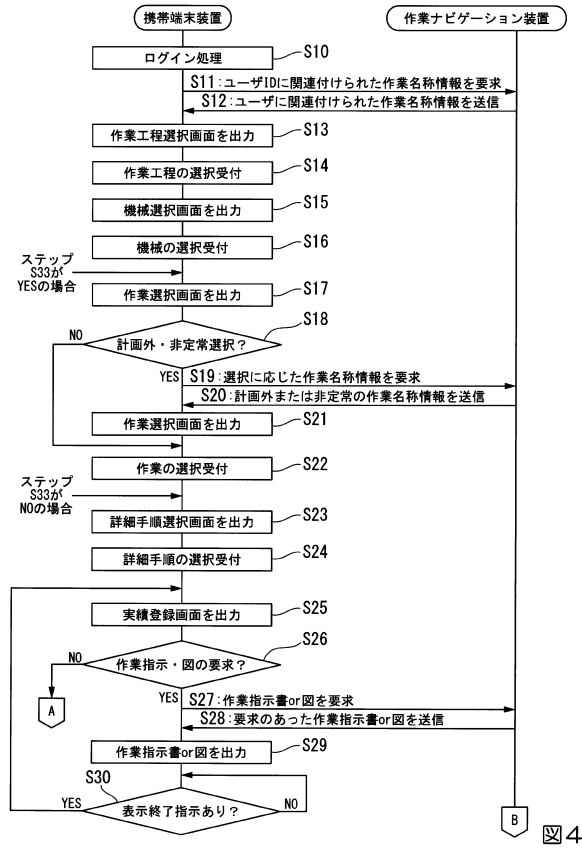 携帯端末装置
作業ナビゲーション装置
ログイン処理
S10
S11:ユーザIDに関連付けられた作業名称情報を要求
S12:ユーザに関連付けられた作業名称情報を送信
作業工程選択画面を出力
S13
作業工程の選択受付
S14
機械選択画面を出力
S15
機械の選択受付
S16
ステップ
S33が
YESの場合
作業選択画面を出力
S17
S18
NO
計画外・非定常選択?
YES
S19:選択に応じた作業名称情報を要求
S20:計画外または非定常の作業名称情報を送信
作業選択画面を出力
S21
作業の選択受付
S22
ステップ
S33が
NOの場合
詳細手順選択画面を出力
S23
詳細手順の選択受付
S24
実績登録画面を出力
S25
S26
NO
作業指示・図の要求?
A
YES
S27:作業指示書or図を要求
S28:要求のあった作業指示書or図を送信
作業指示書or図を出力
S29
S30
YES
表示終了指示あり?
NO
B
図4